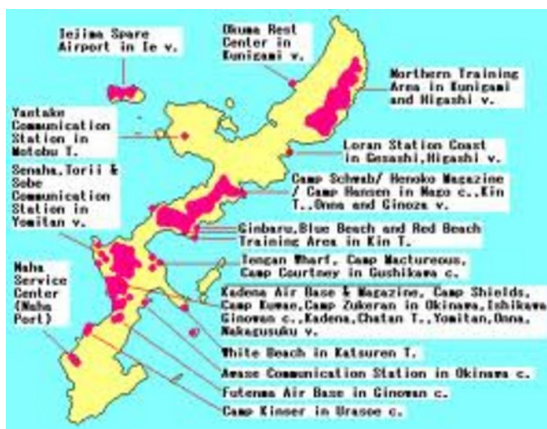 Iejima Spare
Airport in Ie v.
Okuma Rest
Center in
Kunigami v.
Northern Training
Area in Kunigami
and Higashi v.
Yaetake
Communication
Station in
Motobu T.
Loran Station Coast
in Gesashi,Higashi v.
Senaha,Torii &
Sobe
Communication
Station in
Yomitan v.
Camp Schwab/ Henoko Magazine
/ Camp Hansen in Nago c.,Kin
T.,Onna and Ginoza v.
Ginbaru,Blue Beach and Red Beach
Training Area in Kin T.
Tengan Wharf, Camp Mactureous,
Camp Courtney in Gushikawa c.
Naha
Service
Center
(Naha
Port)
Kadena Air Base & Magazine, Camp Shields,
Camp Kuwae,Camp Zukeran in Okinawa,Ishikawa
Ginowan c.,Kadena,Chatan T.,Yomitan,Onna,
Nakagusuku v.
White Beach in Katsuren T.
Awase Communication Station in Okinawa c.
Futenma Air Base in Ginowan c.
Camp Kinser in Urasoe c.